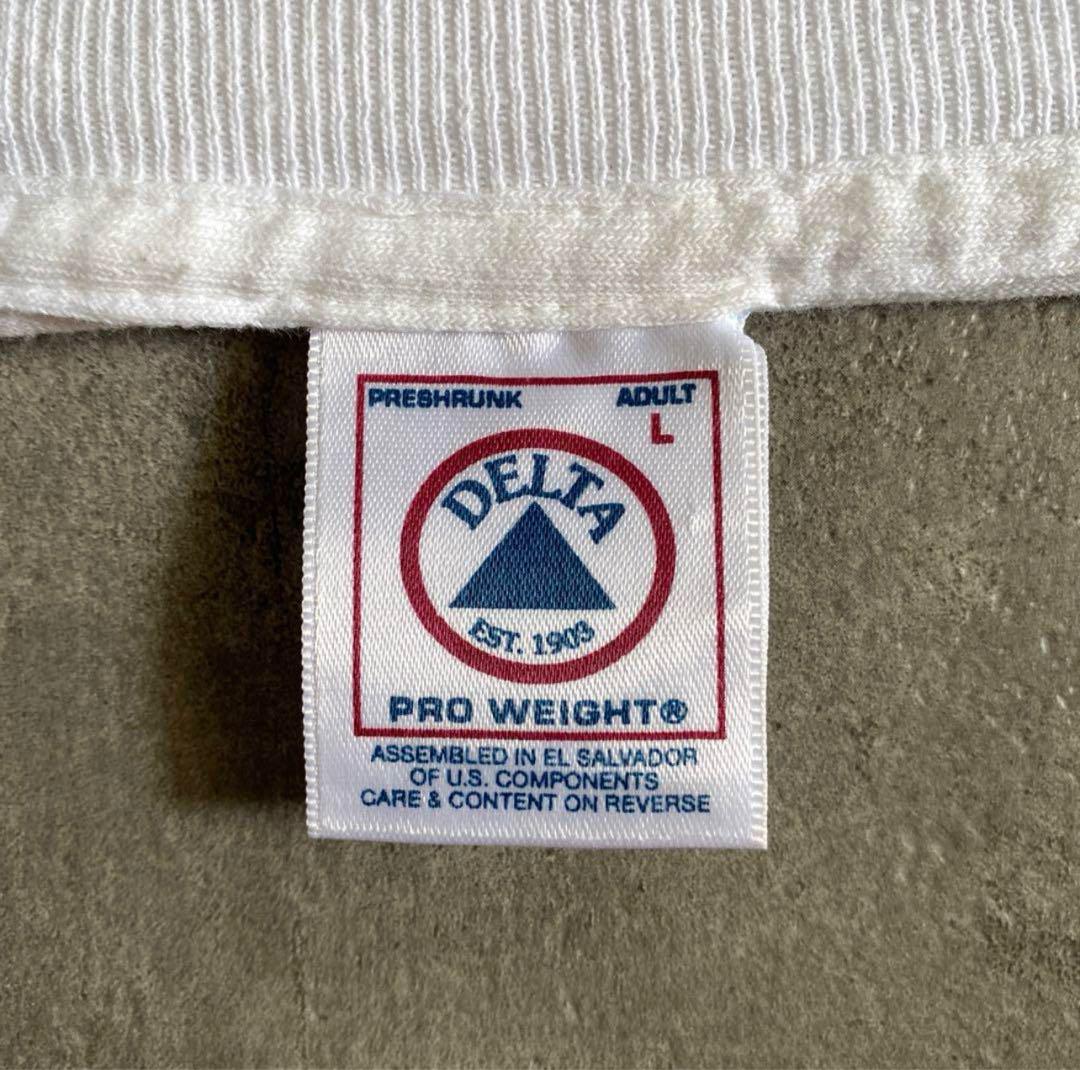 PRESHRUNK ADULT
L
DELTA
EST. 1903
PRO WEIGHT®
ASSEMBLED IN EL SALVADOR
OF U.S. COMPONENTS
CARE & CONTENT ON REVERSE